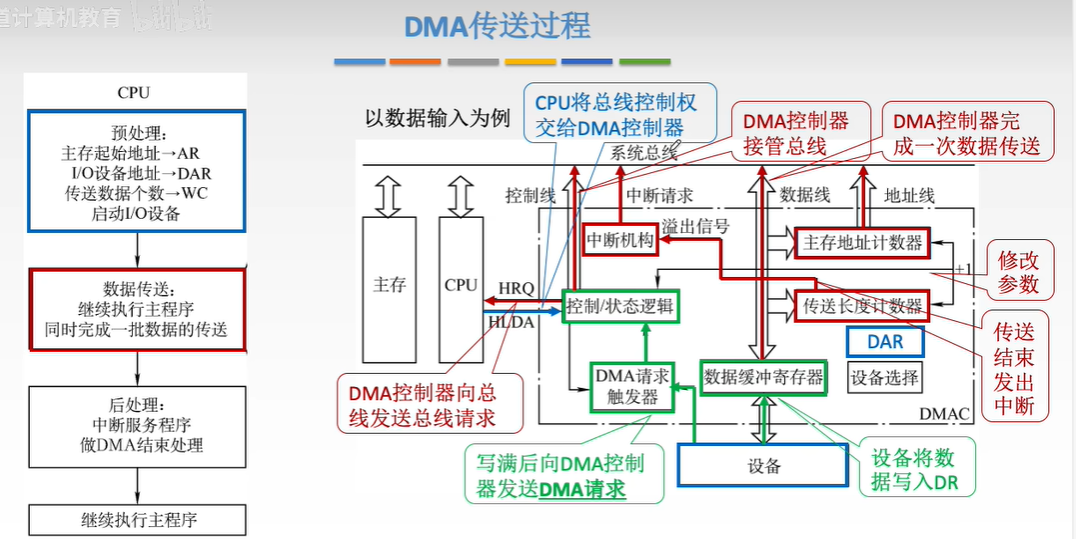 道计算机教育
DMA传送过程
CPU
预处理：
主存起始地址→AR
I/O设备地址→DAR
传送数据个数→WC
启动I/O设备
数据传送：
继续执行主程序
同时完成一批数据的传送
后处理：
中断服务程序
做DMA结束处理
继续执行主程序
以数据输入为例
CPU将总线控制权
交给DMA控制器
DMA控制器
接管总线
DMA控制器完
成一次数据传送
系统总线
控制线
中断请求
数据线
地址线
中断机构
溢出信号
主存地址计数器
+1
修改
参数
主存
CPU
HRQ
HLDA
控制/状态逻辑
传送长度计数器
DAR
设备选择
传送
结束
发出
中断
DMA控制器向总
线发送总线请求
DMA请求
触发器
数据缓冲寄存器
DMAC
写满后向DMA控制
器发送DMA请求
设备
设备将数
据写入DR